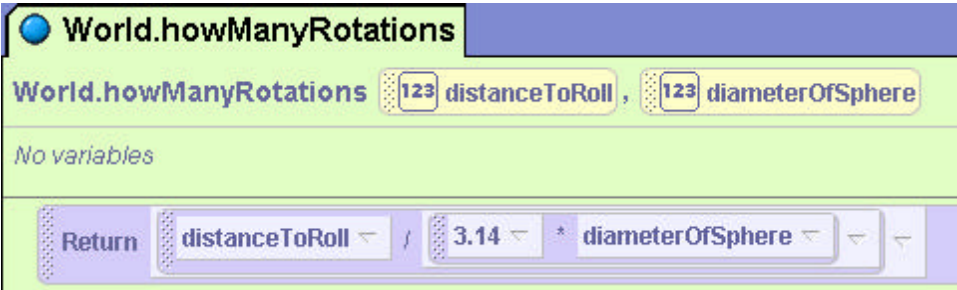 World.howManyRotations
World.howManyRotations 123 distanceToRoll , 123 diameterOfSphere
No variables
Return distanceToRoll / 3.14 * diameterOfSphere